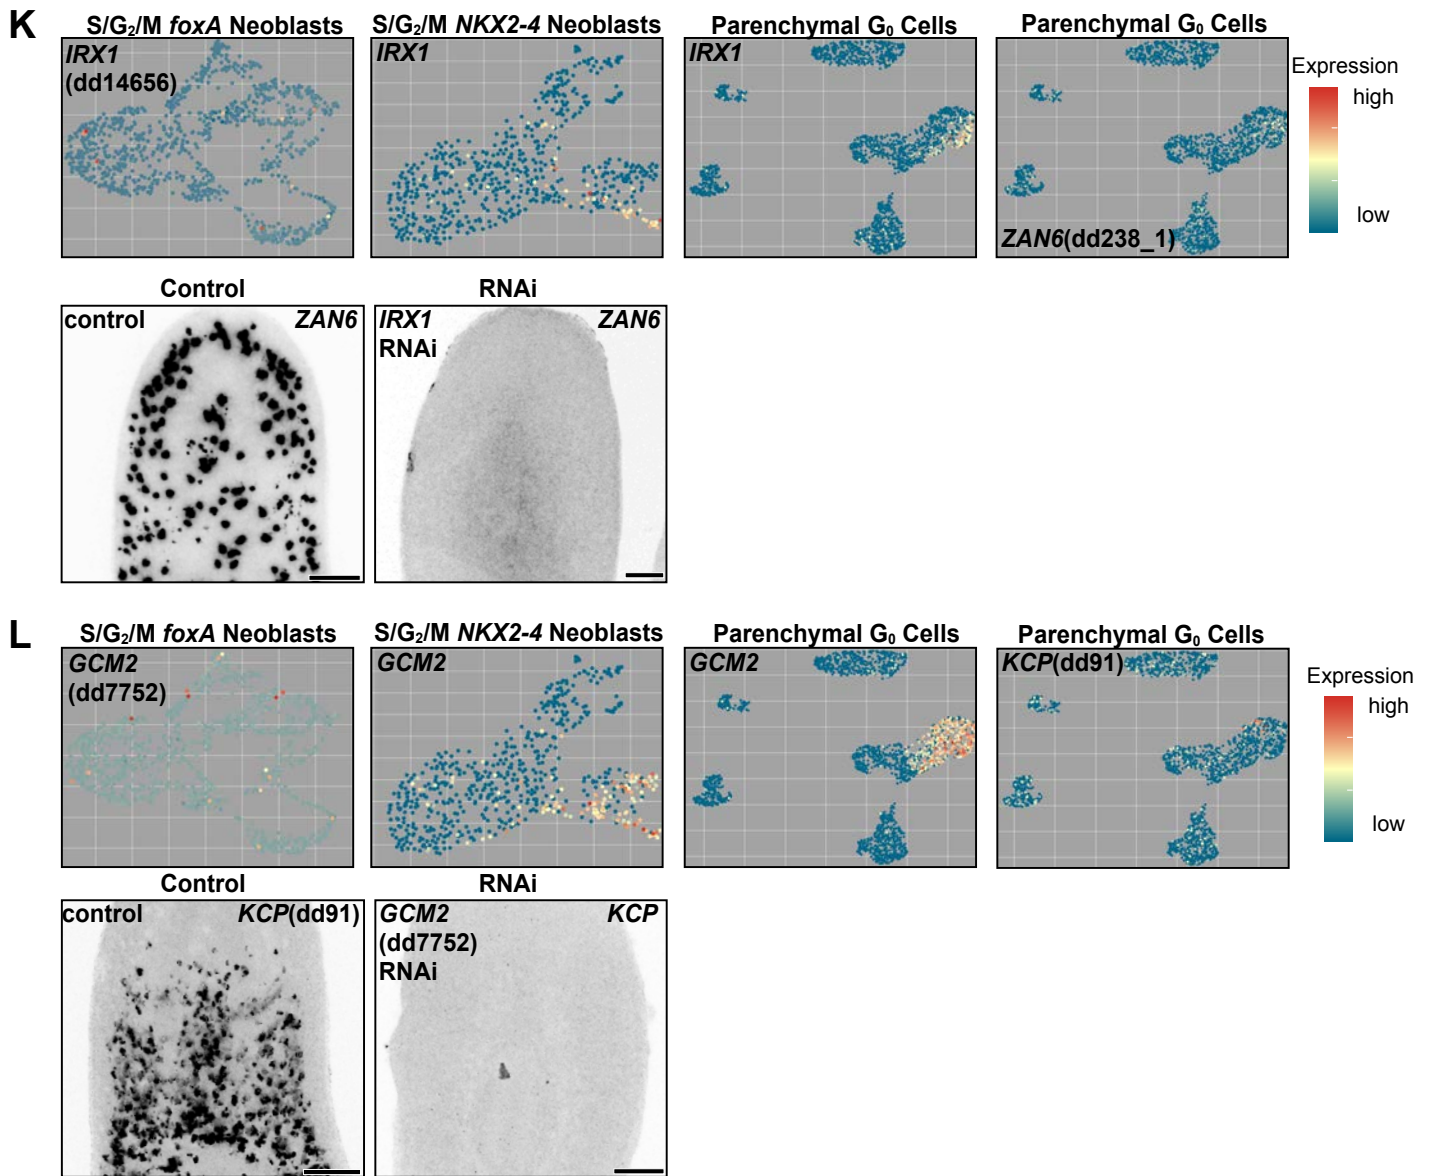 K
S/G₂/M foxA Neoblasts
S/G₂/M NKX2-4 Neoblasts
Parenchymal G₀ Cells
Parenchymal G₀ Cells
IRX1
(dd14656)
IRX1
IRX1
ZAN6(dd238_1)
Expression
high
low
Control
RNAi
control
ZAN6
IRX1
RNAi
ZAN6
L
S/G₂/M foxA Neoblasts
S/G₂/M NKX2-4 Neoblasts
Parenchymal G₀ Cells
Parenchymal G₀ Cells
GCM2
(dd7752)
GCM2
GCM2
KCP(dd91)
Expression
high
low
Control
RNAi
control
KCP(dd91)
GCM2
(dd7752)
RNAi
KCP